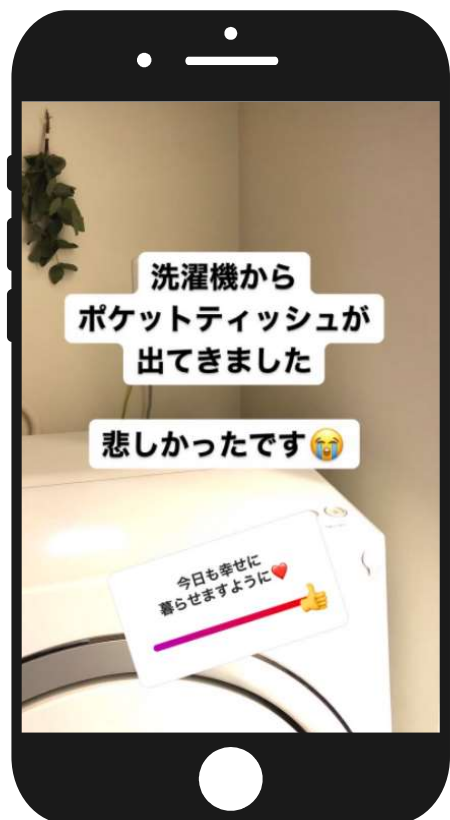 洗濯機から
ポケットティッシュが
出てきました
悲しかったです😭
今日も幸せに
暮らせますように❤️